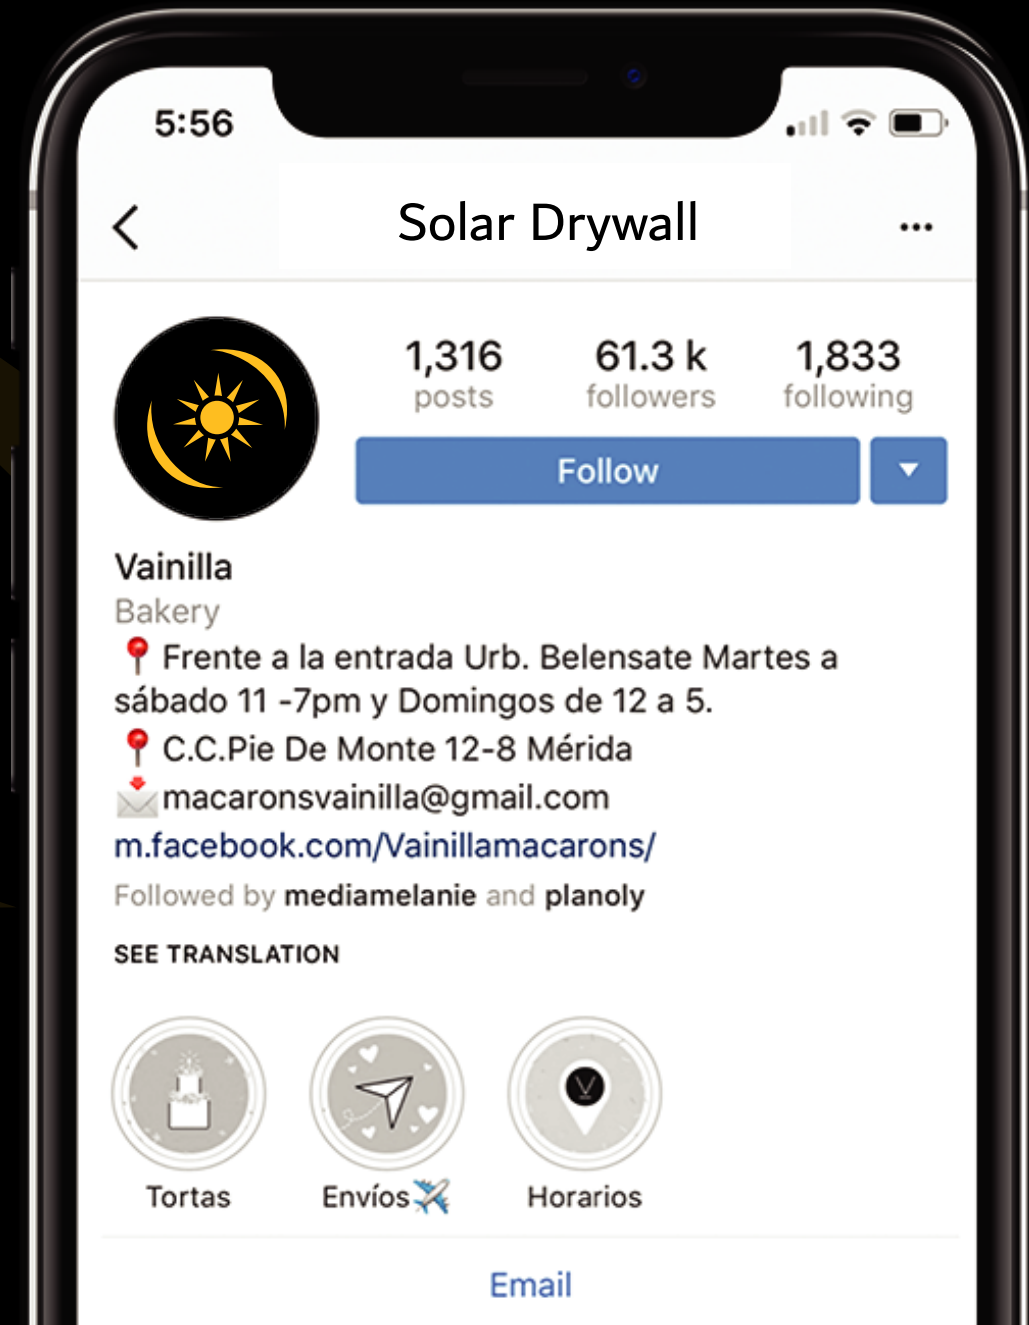 5:56
Solar Drywall
1,316 61.3 k 1,833
posts followers following
Follow
Vainilla
Bakery
📍 Frente a la entrada Urb. Belensate Martes a
sábado 11 -7pm y Domingos de 12 a 5.
📍 C.C.Pie De Monte 12-8 Mérida
📩 macaronsvainilla@gmail.com
m.facebook.com/Vainillamacarons/
Followed by mediamelanie and planoly
SEE TRANSLATION
V
Tortas Envíos✈️ Horarios
Email